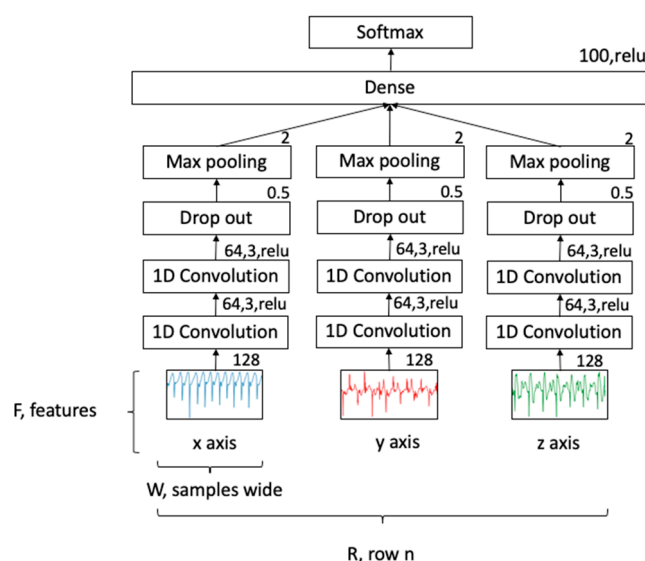 Softmax
100,relu
Dense
2 2 2
Max pooling Max pooling Max pooling
0.5 0.5 0.5
Drop out Drop out Drop out
64,3,relu 64,3,relu 64,3,relu
1D Convolution 1D Convolution 1D Convolution
64,3,relu 64,3,relu 64,3,relu
1D Convolution 1D Convolution 1D Convolution
128 128 128
F, features
x axis y axis z axis
W, samples wide
R, row n